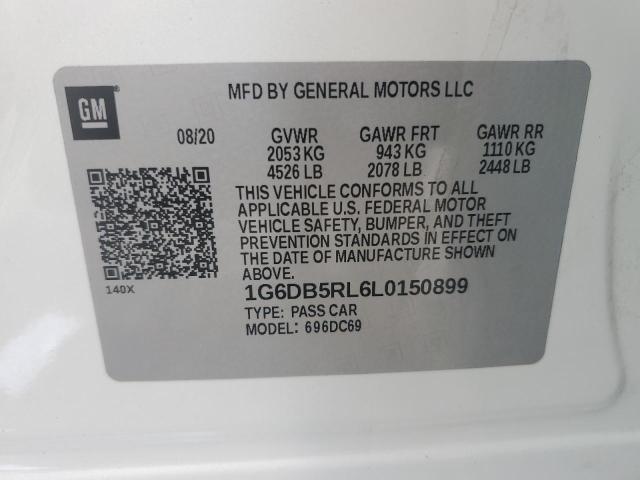 MFD BY GENERAL MOTORS LLC
GM
08/20 GVWR GAWR FRT GAWR RR
2053 KG 943 KG 1110 KG
4526 LB 2078 LB 2448 LB
THIS VEHICLE CONFORMS TO ALL
APPLICABLE U.S. FEDERAL MOTOR
VEHICLE SAFETY, BUMPER, AND THEFT
PREVENTION STANDARDS IN EFFECT ON
THE DATE OF MANUFACTURE SHOWN
ABOVE.
140X
1G6DB5RL6L0150899
TYPE: PASS CAR
MODEL: 696DC69